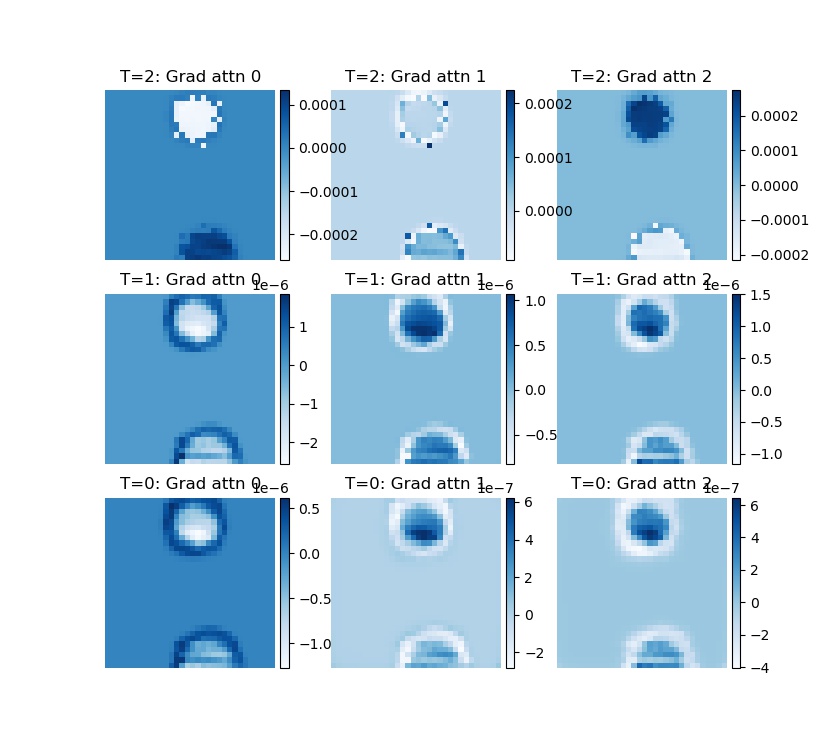 T=2: Grad attn 0
0.0001
0.0000
−0.0001
−0.0002
T=2: Grad attn 1
0.0002
0.0001
0.0000
T=2: Grad attn 2
0.0002
0.0001
0.0000
−0.0001
−0.0002
T=1: Grad attn 0
1e−6
1
0
−1
−2
T=1: Grad attn 1
1e−6
1.0
0.5
0.0
−0.5
T=1: Grad attn 2
1e−6
1.5
1.0
0.5
0.0
−0.5
−1.0
T=0: Grad attn 0
1e−6
0.5
0.0
−0.5
−1.0
T=0: Grad attn 1
1e−7
6
4
2
0
−2
T=0: Grad attn 2
1e−7
6
4
2
0
−2
−4